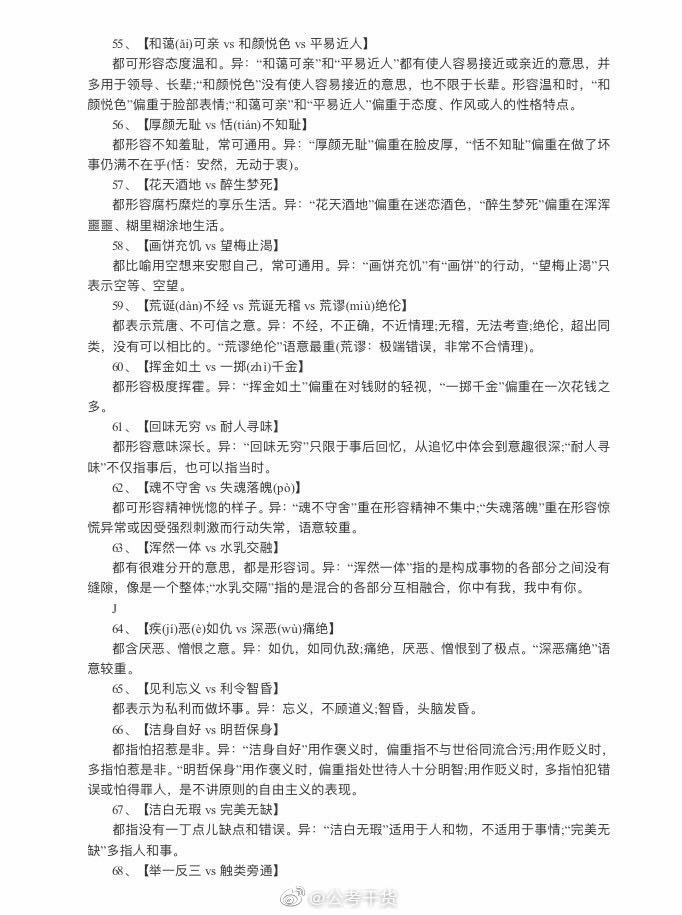 55、【和蔼(ǎi)可亲 vs 和颜悦色 vs 平易近人】
都可形容态度温和。异：“和蔼可亲”和“平易近人”都有使人容易接近或亲近的意思，并
多用于领导、长辈;“和颜悦色”没有使人容易接近的意思，也不限于长辈。形容温和时，“和
颜悦色”偏重于脸部表情;“和蔼可亲”和“平易近人”偏重于态度、作风或人的性格特点。
56、【厚颜无耻 vs 恬(tián)不知耻】
都形容不知羞耻，常可通用。异：“厚颜无耻”偏重在脸皮厚，“恬不知耻”偏重在做了坏
事仍满不在乎(恬：安然，无动于衷)。
57、【花天酒地 vs 醉生梦死】
都形容腐朽糜烂的享乐生活。异：“花天酒地”偏重在迷恋酒色，“醉生梦死”偏重在浑浑
噩噩、糊里糊涂地生活。
58、【画饼充饥 vs 望梅止渴】
都比喻用空想来安慰自己，常可通用。异：“画饼充饥”有“画饼”的行动，“望梅止渴”只
表示空等、空望。
59、【荒诞(dàn)不经 vs 荒诞无稽 vs 荒谬(miù)绝伦】
都表示荒唐、不可信之意。异：不经，不正确，不近情理;无稽，无法考查;绝伦，超出同
类，没有可以相比的。“荒谬绝伦”语意最重(荒谬：极端错误，非常不合情理)。
60、【挥金如土 vs 一掷(zhì)千金】
都形容极度挥霍。异：“挥金如土”偏重在对钱财的轻视，“一掷千金”偏重在一次花钱之
多。
61、【回味无穷 vs 耐人寻味】
都形容意味深长。异：“回味无穷”只限于事后回忆，从追忆中体会到意趣很深;“耐人寻
味”不仅指事后，也可以指当时。
62、【魂不守舍 vs 失魂落魄(pò)】
都可形容精神恍惚的样子。异：“魂不守舍”重在形容精神不集中;“失魂落魄”重在形容惊
慌异常或因受强烈刺激而行动失常，语意较重。
63、【浑然一体 vs 水乳交融】
都有很难分开的意思，都是形容词。异：“浑然一体”指的是构成事物的各部分之间没有
缝隙，像是一个整体;“水乳交隔”指的是混合的各部分互相融合，你中有我，我中有你。
J
64、【疾(jí)恶(è)如仇 vs 深恶(wù)痛绝】
都含厌恶、憎恨之意。异：如仇，如同仇敌;痛绝，厌恶、憎恨到了极点。“深恶痛绝”语
意较重。
65、【见利忘义 vs 利令智昏】
都表示为私利而做坏事。异：忘义，不顾道义;智昏，头脑发昏。
66、【洁身自好 vs 明哲保身】
都指怕招惹是非。异：“洁身自好”用作褒义时，偏重指不与世俗同流合污;用作贬义时，
多指怕惹是非。“明哲保身”用作褒义时，偏重指处世待人十分明智;用作贬义时，多指怕犯错
误或怕得罪人，是不讲原则的自由主义的表现。
67、【洁白无瑕 vs 完美无缺】
都指没有一丁点儿缺点和错误。异：“洁白无瑕”适用于人和物，不适用于事情;“完美无
缺”多指人和事。
68、【举一反三 vs 触类旁通】
@公考干货